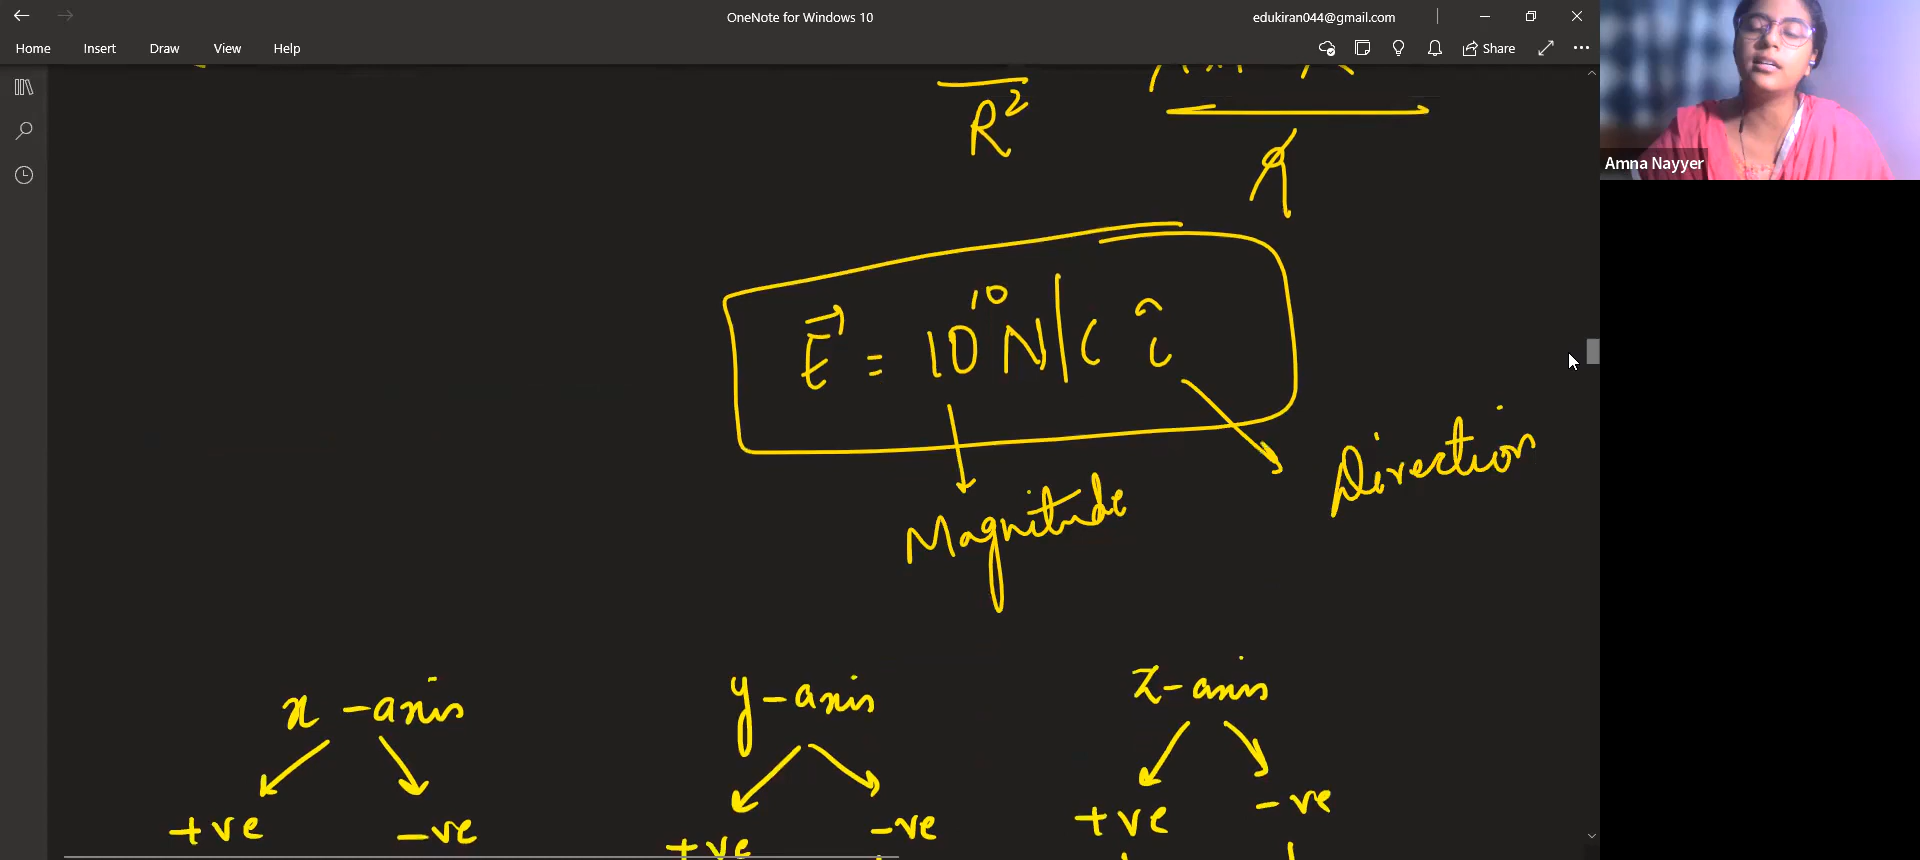 OneNote for Windows 10
edukiran044@gmail.com
Home Insert Draw View Help
Share
R²
E⃗ = 10¹⁰ N/C î
Magnitude
Direction
x-axis
y-axis
z-axis
+ve -ve
+ve -ve
+ve -ve
Amna Nayyer